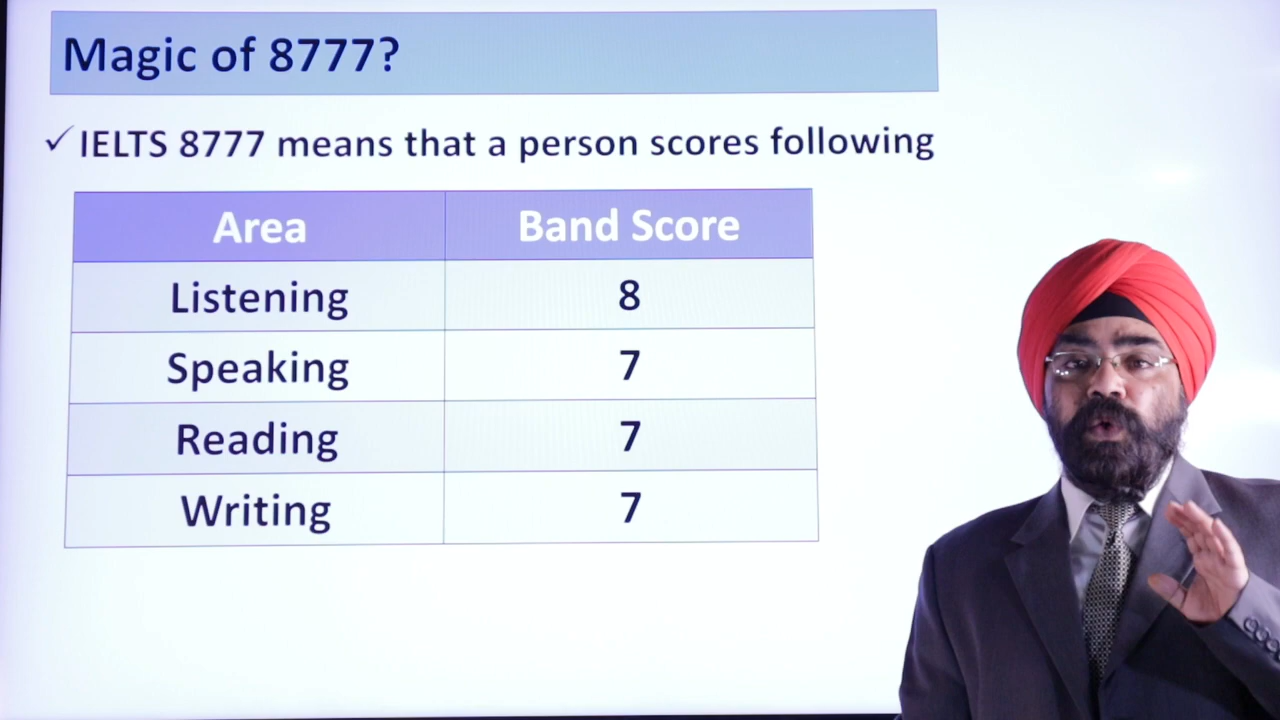 Magic of 8777?
✓ IELTS 8777 means that a person scores following
Area Band Score
Listening 8
Speaking 7
Reading 7
Writing 7